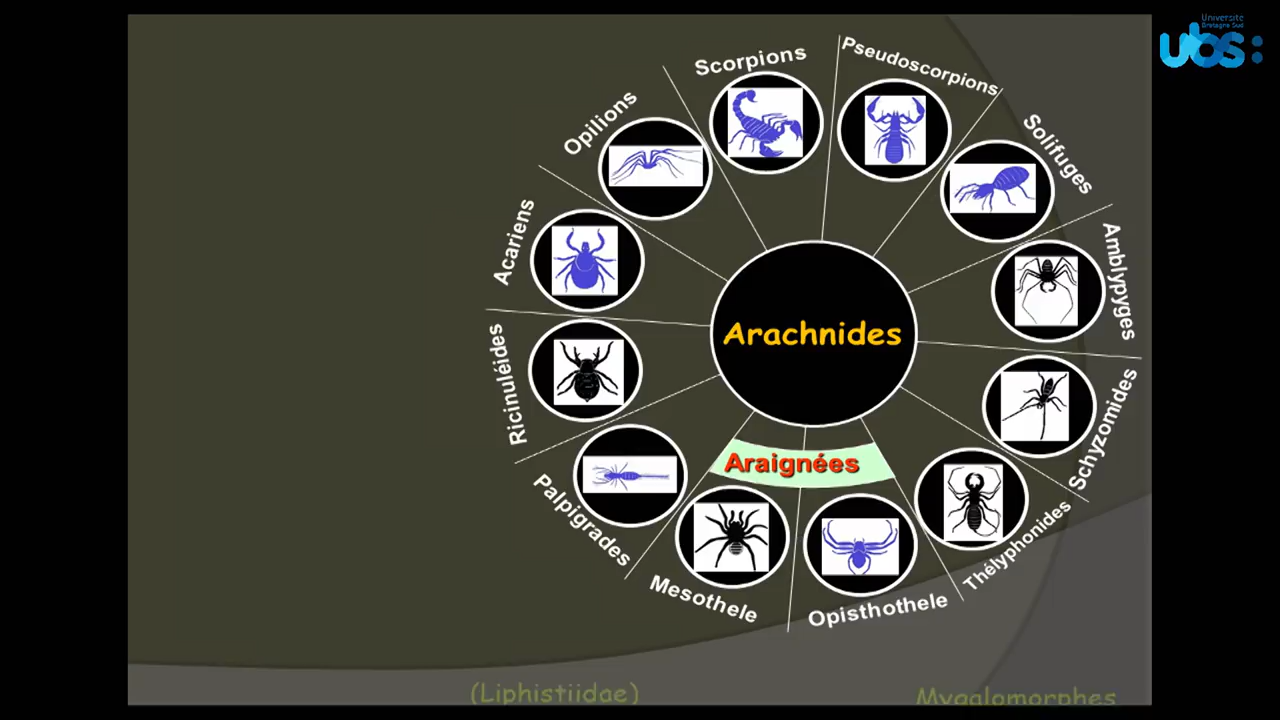 Université
Bretagne Sud
ubs:
Scorpions
Pseudoscorpions
Solifuges
Amblypyges
Schyzomides
Thélyphonides
Opisthothele
Mesothele
Palpigrades
Ricinuléides
Acariens
Opilions
Arachnides
Araignées
(Liphistiidae)
Mygalomorphes